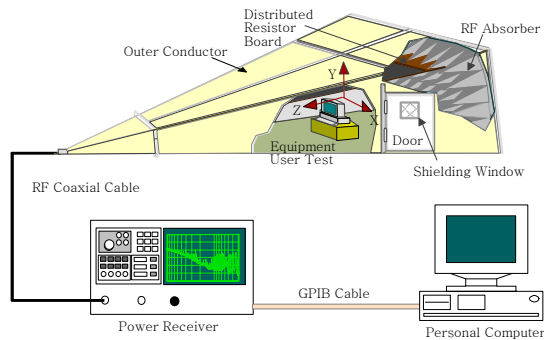 Distributed
Resistor
Board
RF Absorber
Outer Conductor
Y
Z
X
Equipment
User Test
Door
Shielding Window
RF Coaxial Cable
GPIB Cable
Power Receiver
Personal Computer